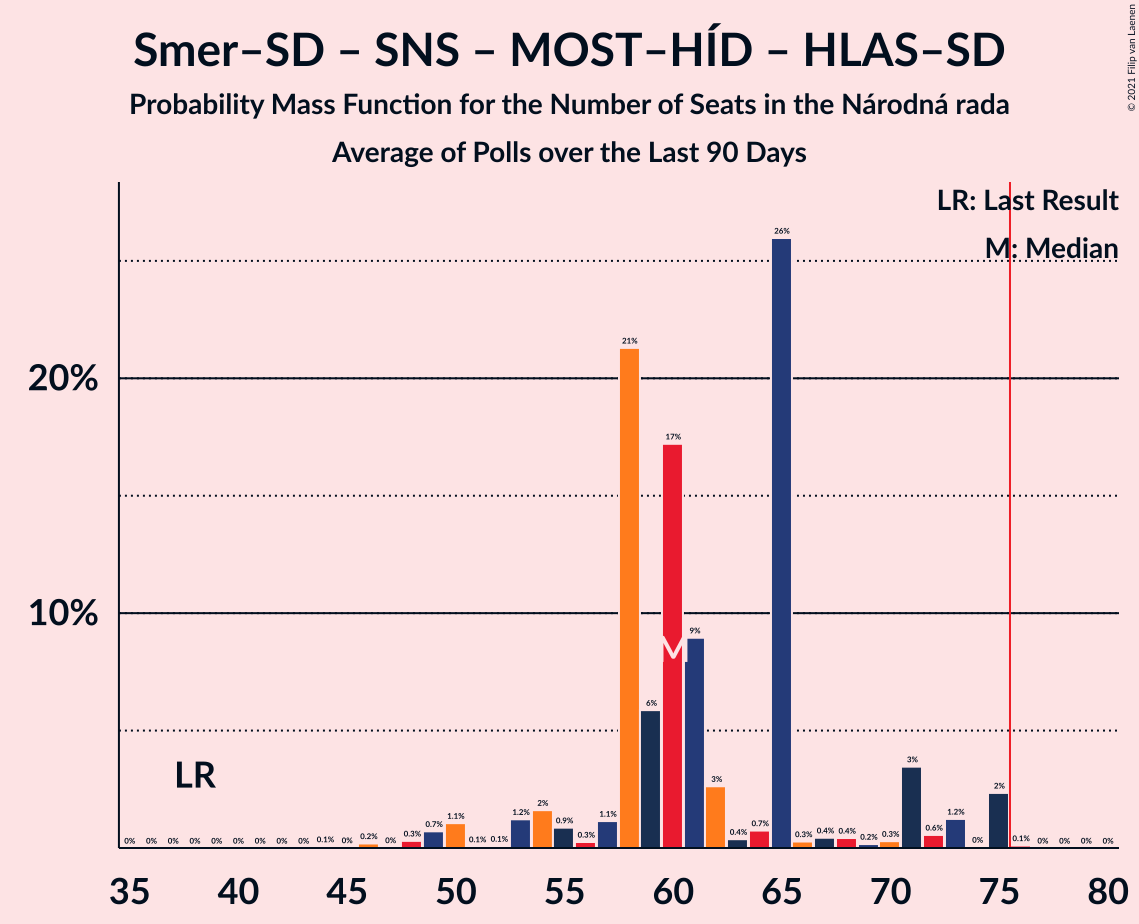 Smer–SD – SNS – MOST–HÍD – HLAS–SD
Probability Mass Function for the Number of Seats in the Národná rada
Average of Polls over the Last 90 Days
© 2021 Filip van Laenen
LR: Last Result
M: Median
20%
10%
LR
M
0% 0% 0% 0% 0% 0% 0% 0% 0% 0.1% 0% 0.2% 0% 0.3% 0.7% 1.1% 0.1% 0.1% 1.2% 2% 0.9% 0.3% 1.1% 21% 6% 17% 9% 3% 0.4% 0.7% 26% 0.3% 0.4% 0.4% 0.2% 0.3% 3% 0.6% 1.2% 0% 2% 0.1% 0% 0% 0% 0%
35 40 45 50 55 60 65 70 75 80